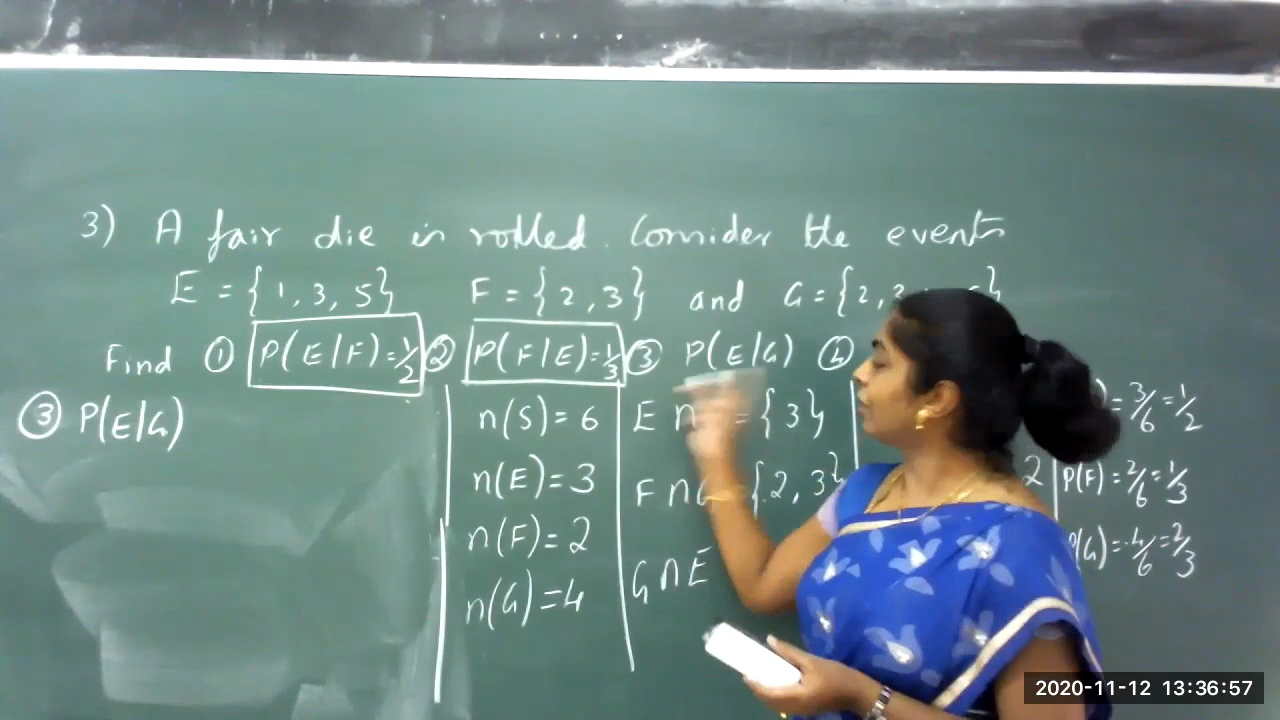 3) A fair die is rolled. Consider the events
E = {1, 3, 5} F = {2, 3} and G = {2, 3
Find ① P(E/F) = 1/2 ② P(F/E) = 1/3 ③ P(E/G) ④
③ P(E/G)
n(S) = 6
n(E) = 3
n(F) = 2
n(G) = 4
E ∩ = {3}
F ∩ G {2, 3}
G ∩ E
2
= 3/6 = 1/2
P(F) = 2/6 = 1/3
P(G) = 4/6 = 2/3
2020-11-12 13:36:57